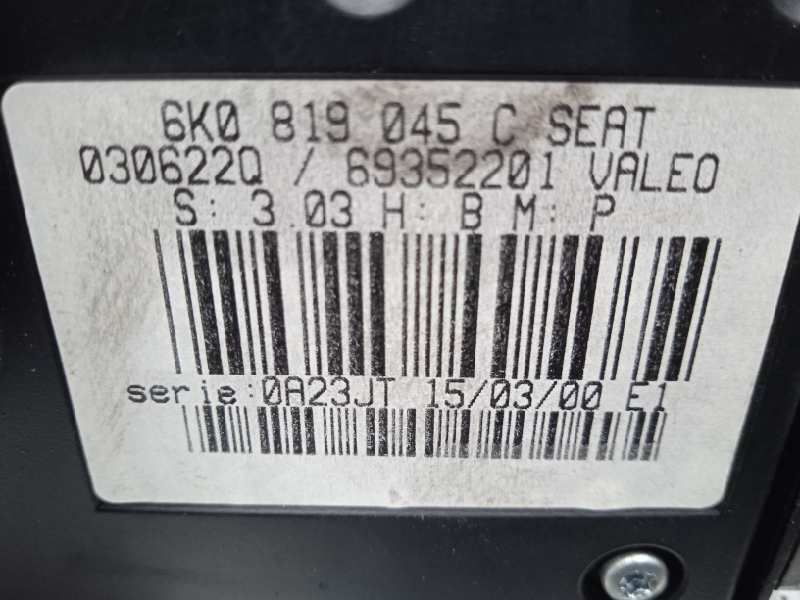 6K0 819 045 C SEAT
030622Q / 69352201 VALEO
S: 3.03 H: B M: P
serie:0A23JT 15/03/00 E1